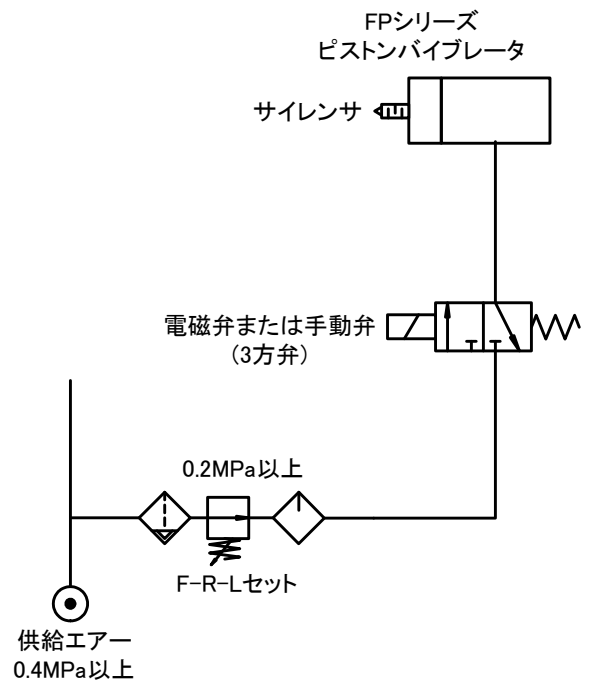 FPシリーズ
ピストンバイブレータ
サイレンサ
電磁弁または手動弁
(3方弁)
0.2MPa以上
F-R-Lセット
供給エアー
0.4MPa以上